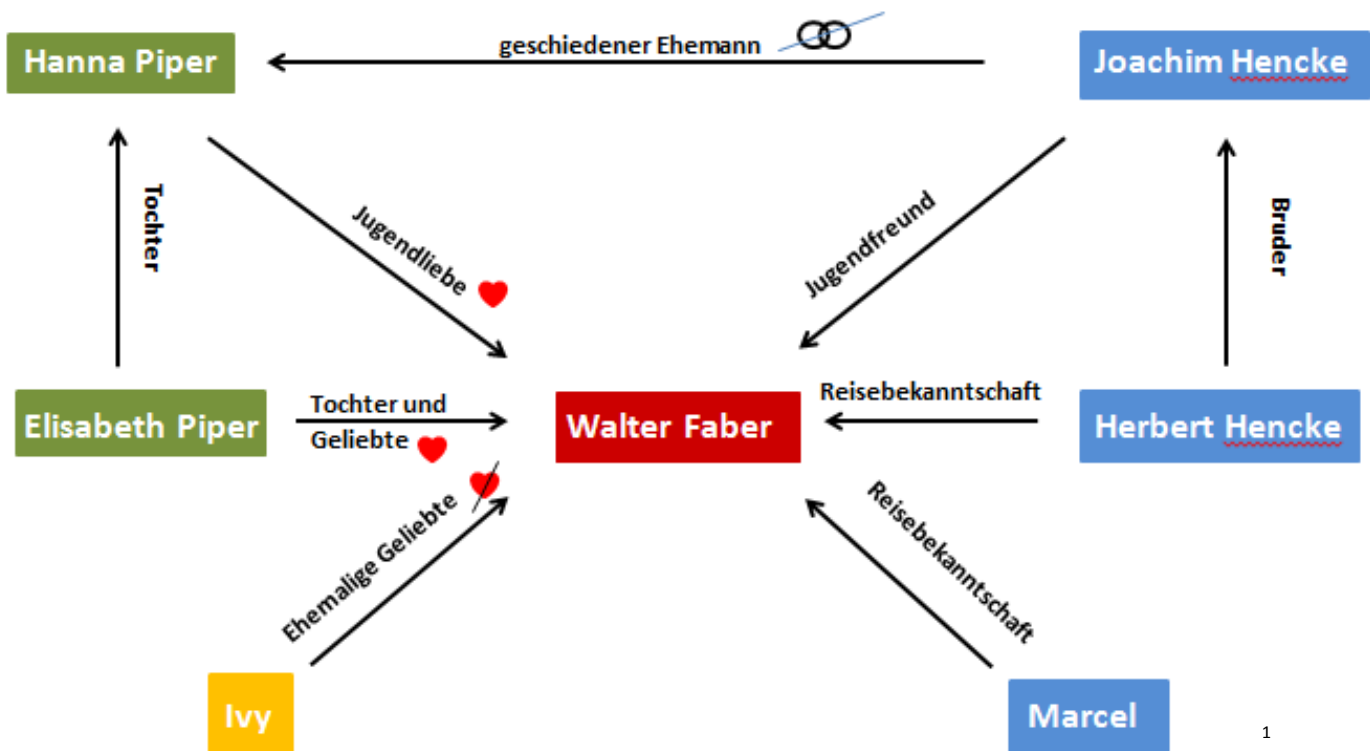 geschiedener Ehemann
Hanna Piper
Joachim Hencke
Tochter
Jugendliebe
Jugendfreund
Bruder
Elisabeth Piper
Tochter und
Geliebte
Walter Faber
Reisebekanntschaft
Herbert Hencke
Ehemalige Geliebte
Reisebekanntschaft
Ivy
Marcel
1